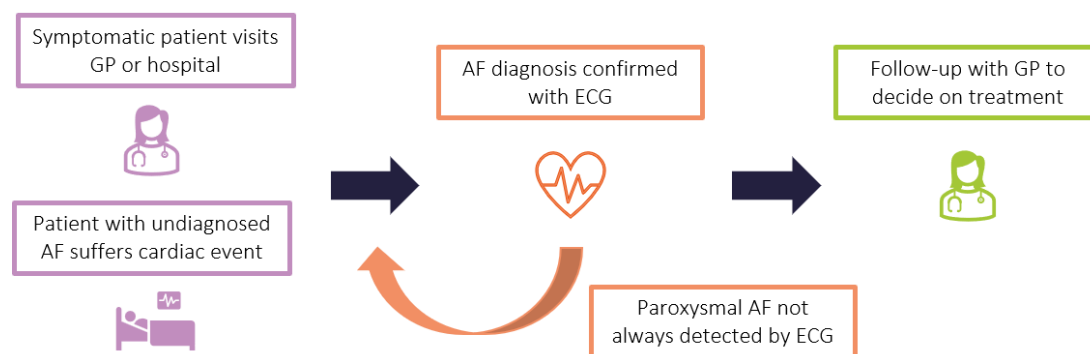 Symptomatic patient visits
GP or hospital
Patient with undiagnosed
AF suffers cardiac event
AF diagnosis confirmed
with ECG
Paroxysmal AF not
always detected by ECG
Follow-up with GP to
decide on treatment